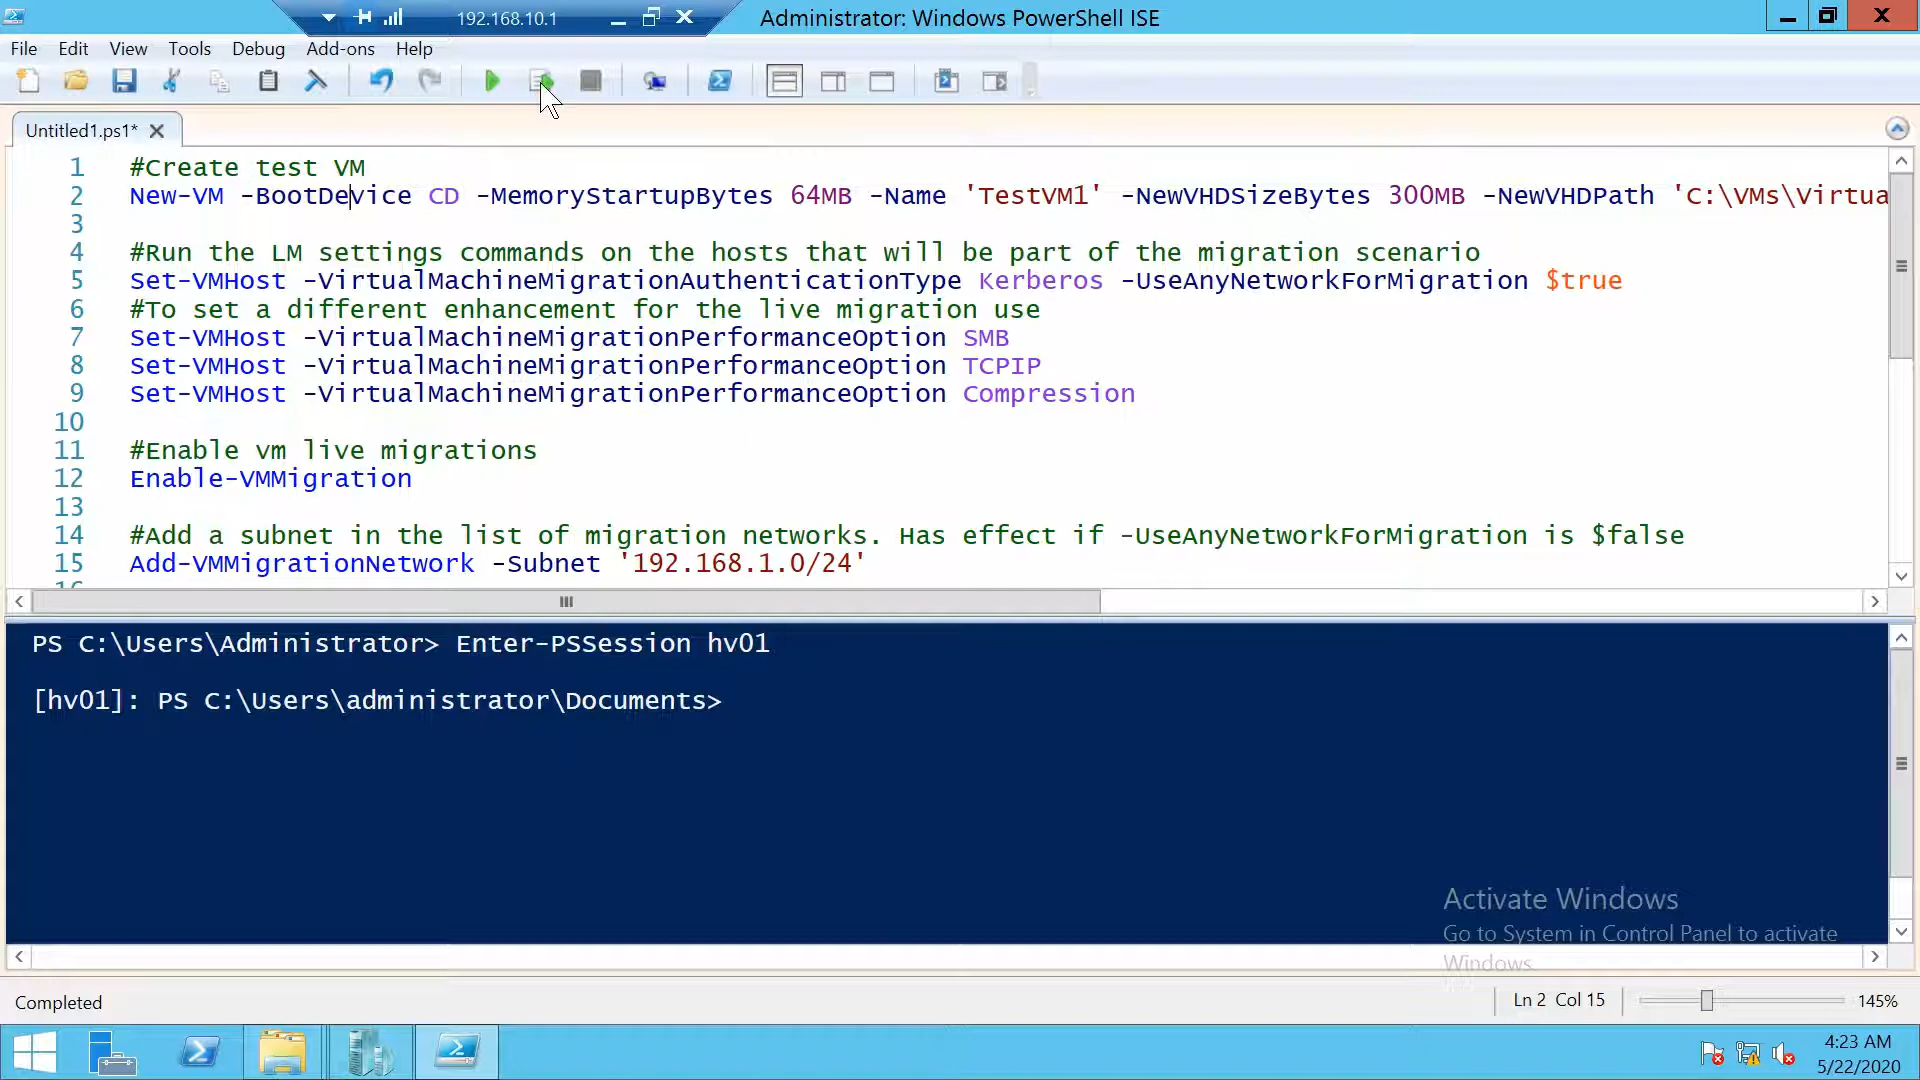 192.168.10.1
Administrator: Windows PowerShell ISE
File Edit View Tools Debug Add-ons Help
Untitled1.ps1*
1 #Create test VM
2 New-VM -BootDevice CD -MemoryStartupBytes 64MB -Name 'TestVM1' -NewVHDSizeBytes 300MB -NewVHDPath 'C:\VMs\Virtua
3
4 #Run the LM settings commands on the hosts that will be part of the migration scenario
5 Set-VMHost -VirtualMachineMigrationAuthenticationType Kerberos -UseAnyNetworkForMigration $true
6 #To set a different enhancement for the live migration use
7 Set-VMHost -VirtualMachineMigrationPerformanceOption SMB
8 Set-VMHost -VirtualMachineMigrationPerformanceOption TCPIP
9 Set-VMHost -VirtualMachineMigrationPerformanceOption Compression
10
11 #Enable vm live migrations
12 Enable-VMMigration
13
14 #Add a subnet in the list of migration networks. Has effect if -UseAnyNetworkForMigration is $false
15 Add-VMMigrationNetwork -Subnet '192.168.1.0/24'
16
PS C:\Users\Administrator> Enter-PSSession hv01
[hv01]: PS C:\Users\administrator\Documents>
Activate Windows
Go to System in Control Panel to activate
Windows.
Completed
Ln 2 Col 15
145%
4:23 AM
5/22/2020